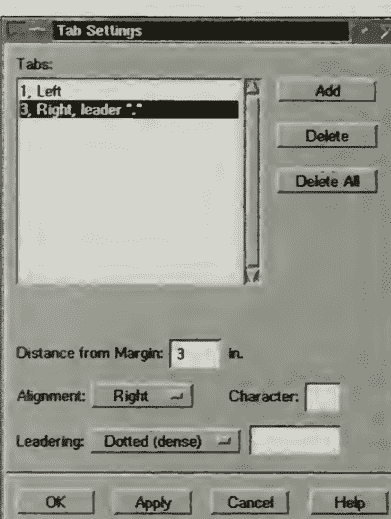 Tab Settings
Tabs:
1, Left
3, Right, leader "."
Add
Delete
Delete All
Distance from Margin: 3 in.
Alignment: Right Character:
Leadering: Dotted (dense)
OK Apply Cancel Help